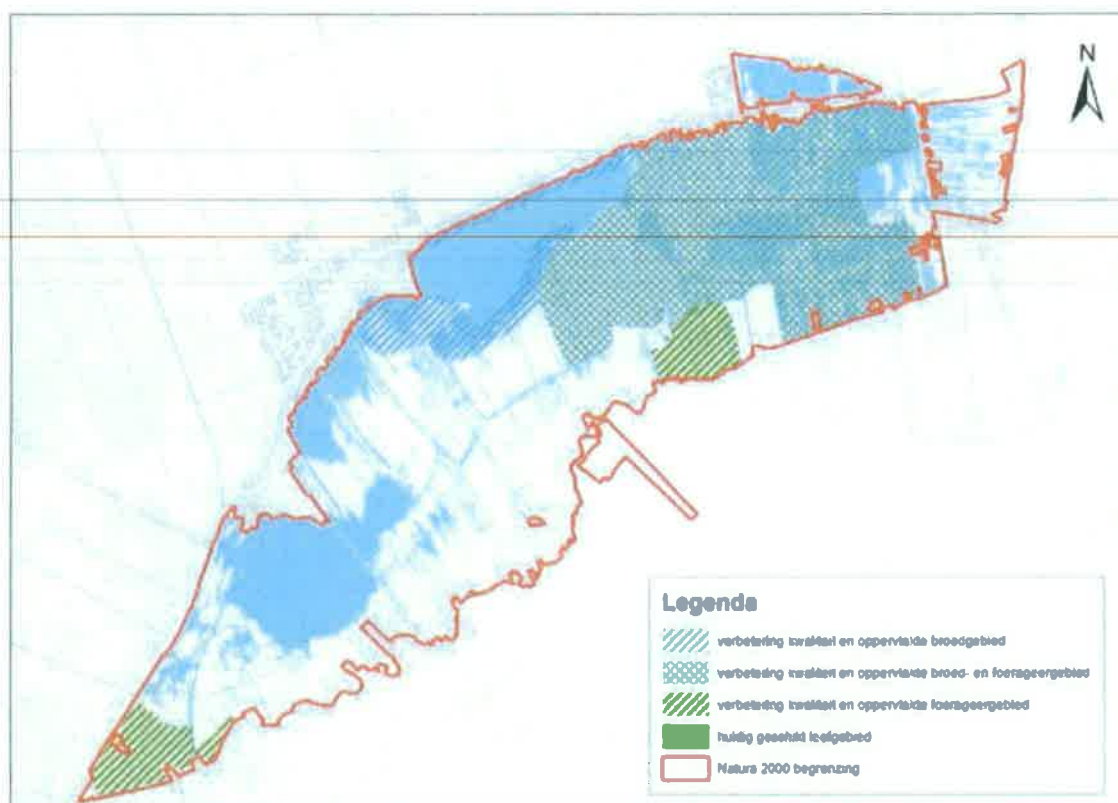 N
Legenda
verbetering kwaliteit en oppervlakte broedgebied
verbetering kwaliteit en oppervlakte broed- en foerageergebied
verbetering kwaliteit en oppervlakte foerageergebied
huidig geschikt leefgebied
Natura 2000 begrenzing